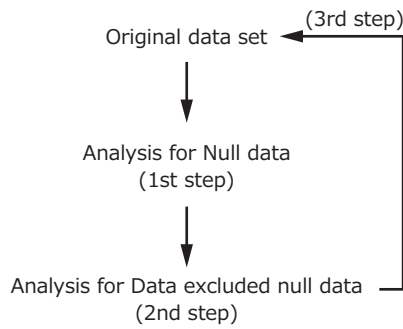 (3rd step)
Original data set
Analysis for Null data
(1st step)
Analysis for Data excluded null data
(2nd step)